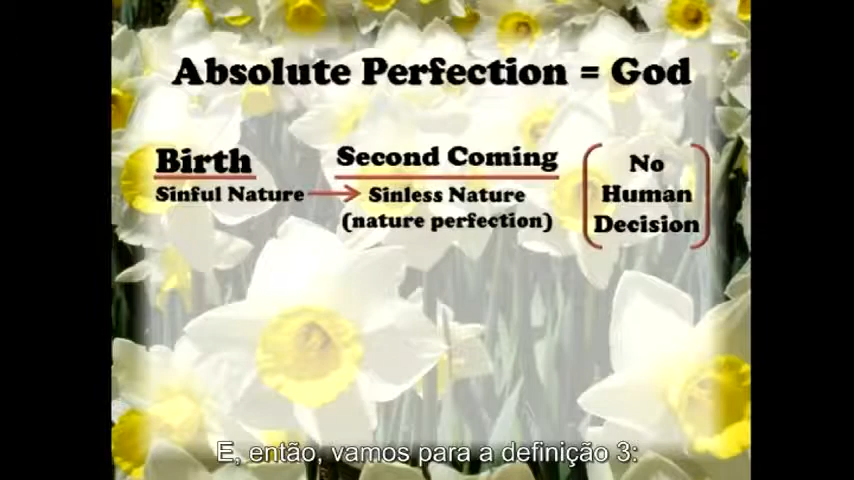 Absolute Perfection = God
Birth
Sinful Nature
Second Coming
Sinless Nature
(nature perfection)
No
Human
Decision
E, então, vamos para a definição 3: